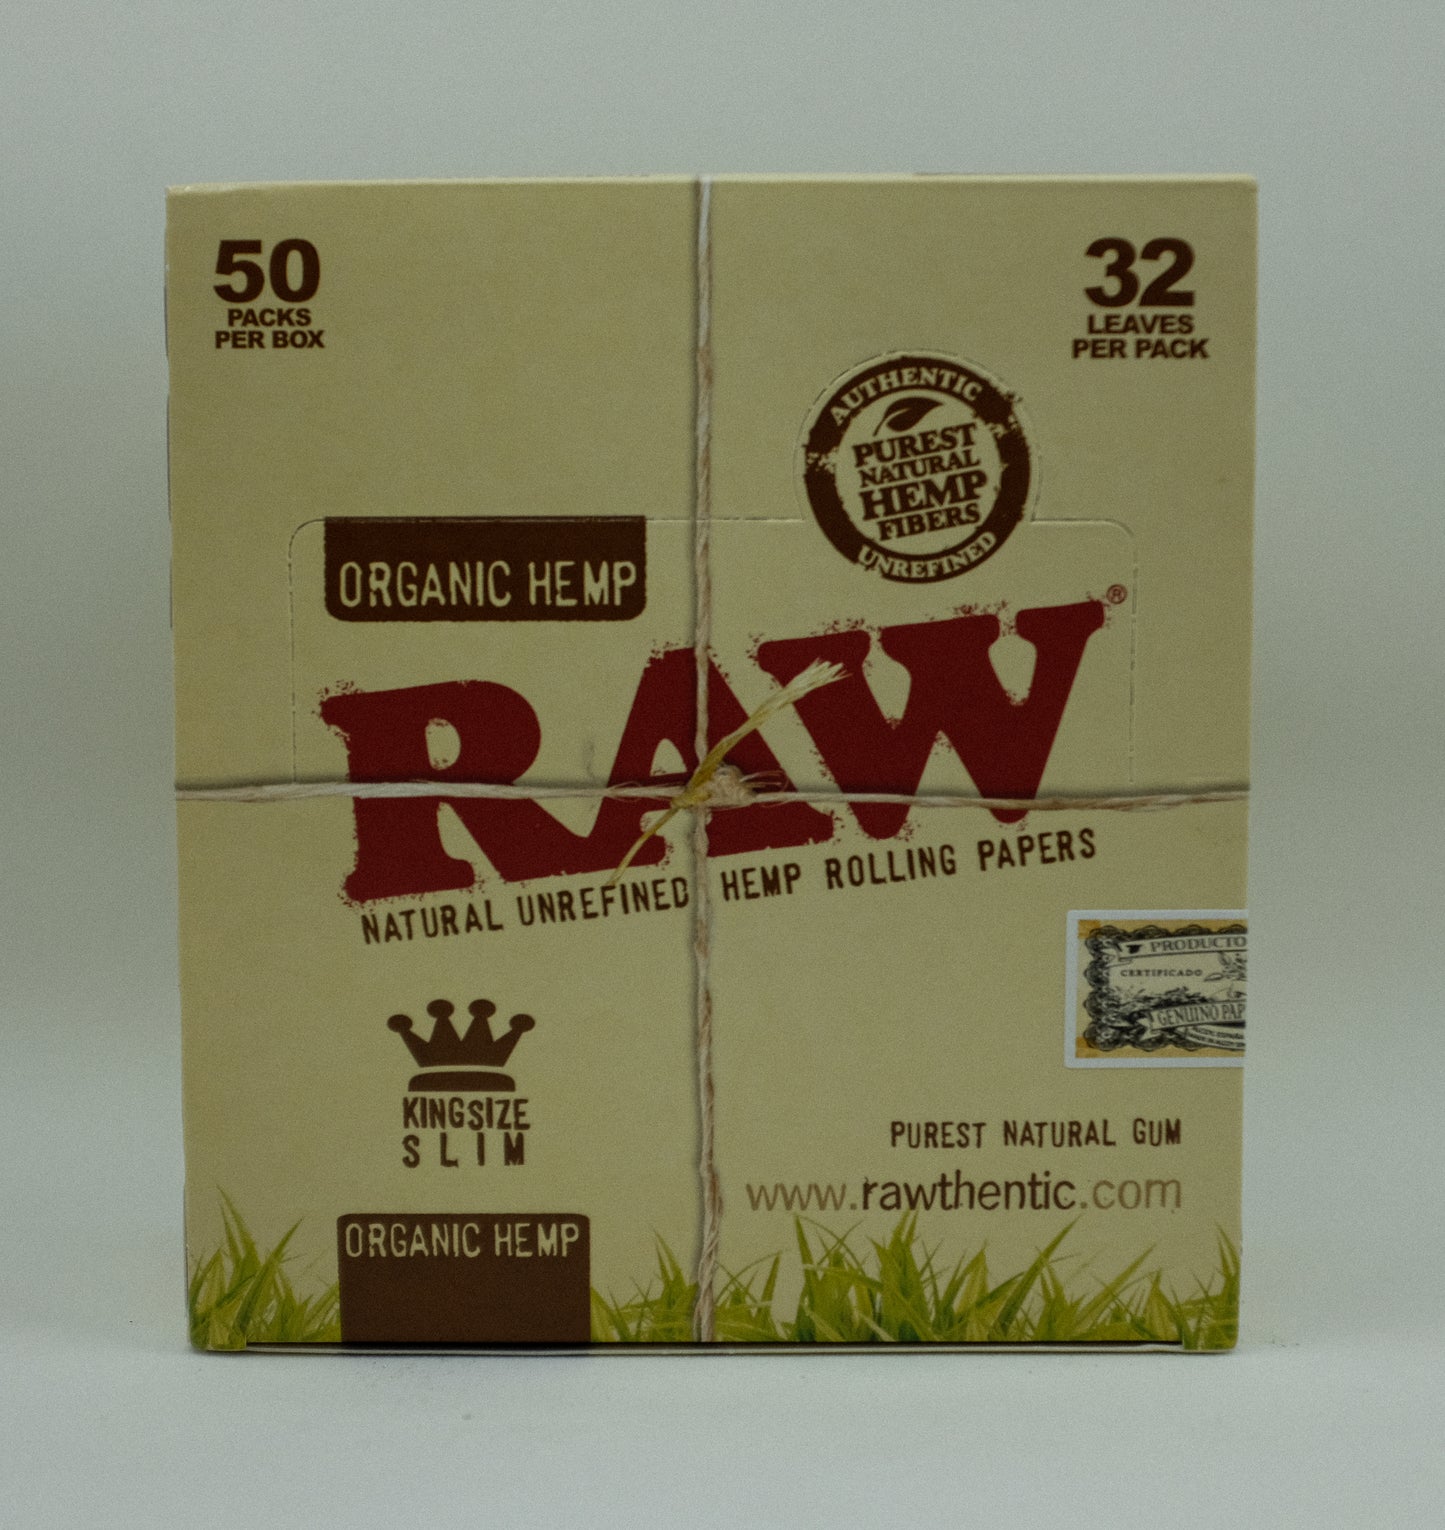 50
PACKS
PER BOX
32
LEAVES
PER PACK
AUTHENTIC
PUREST
NATURAL
HEMP
FIBERS
UNREFINED
ORGANIC HEMP
RAW®
NATURAL UNREFINED HEMP ROLLING PAPERS
PRODUCTO
CERTIFICADO
GENUINO PAP
KINGSIZE
SLIM
PUREST NATURAL GUM
www.rawthentic.com
ORGANIC HEMP